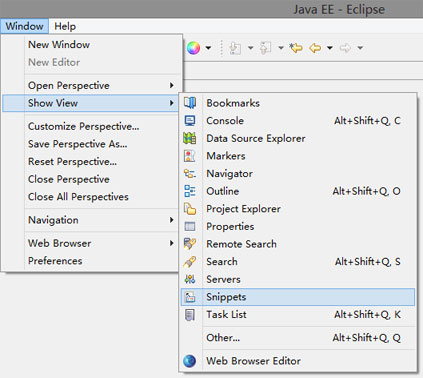 Java EE - Eclipse
Window Help
New Window
New Editor
Open Perspective
Show View
Customize Perspective...
Save Perspective As...
Reset Perspective...
Close Perspective
Close All Perspectives
Navigation
Web Browser
Preferences
Bookmarks
Console Alt+Shift+Q, C
Data Source Explorer
Markers
Navigator
Outline Alt+Shift+Q, O
Project Explorer
Properties
Remote Search
Search Alt+Shift+Q, S
Servers
Snippets
Task List Alt+Shift+Q, K
Other... Alt+Shift+Q, Q
Web Browser Editor